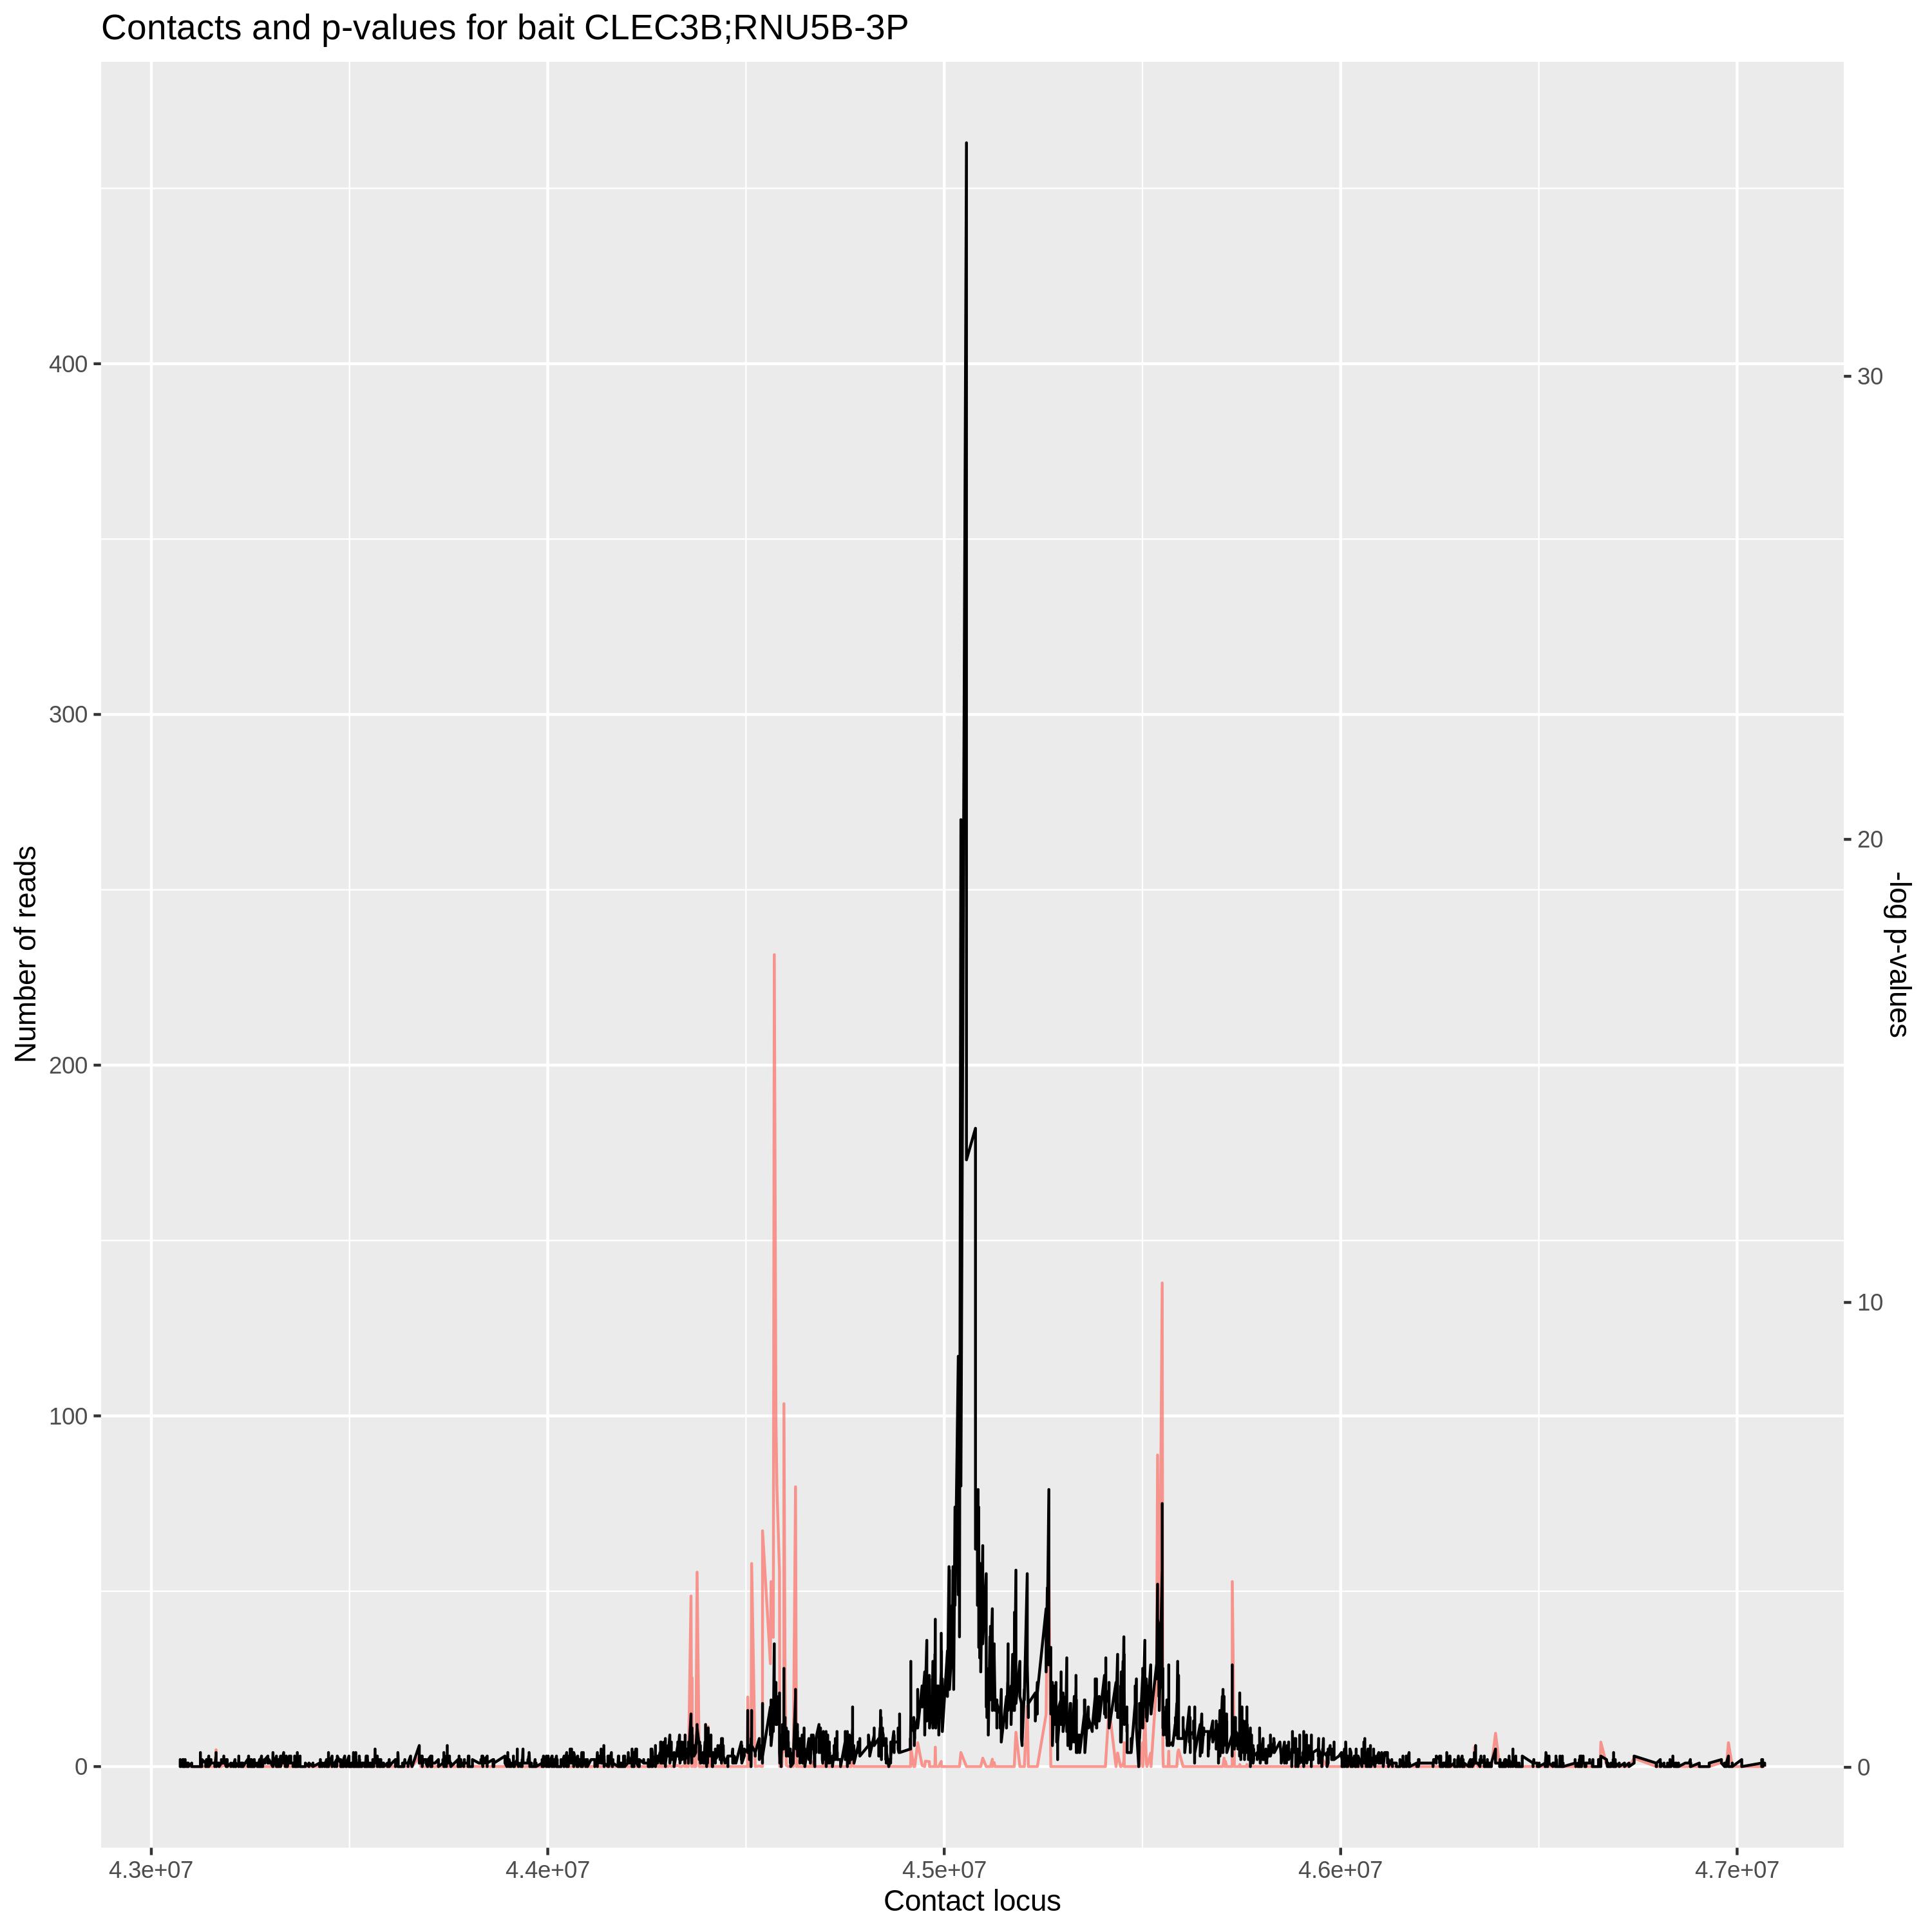 Contacts and p-values for bait CLEC3B;RNU5B-3P
Number of reads
400
300
200
100
0
30
20
10
0
-log p-values
4.3e+07
4.4e+07
4.5e+07
4.6e+07
4.7e+07
Contact locus